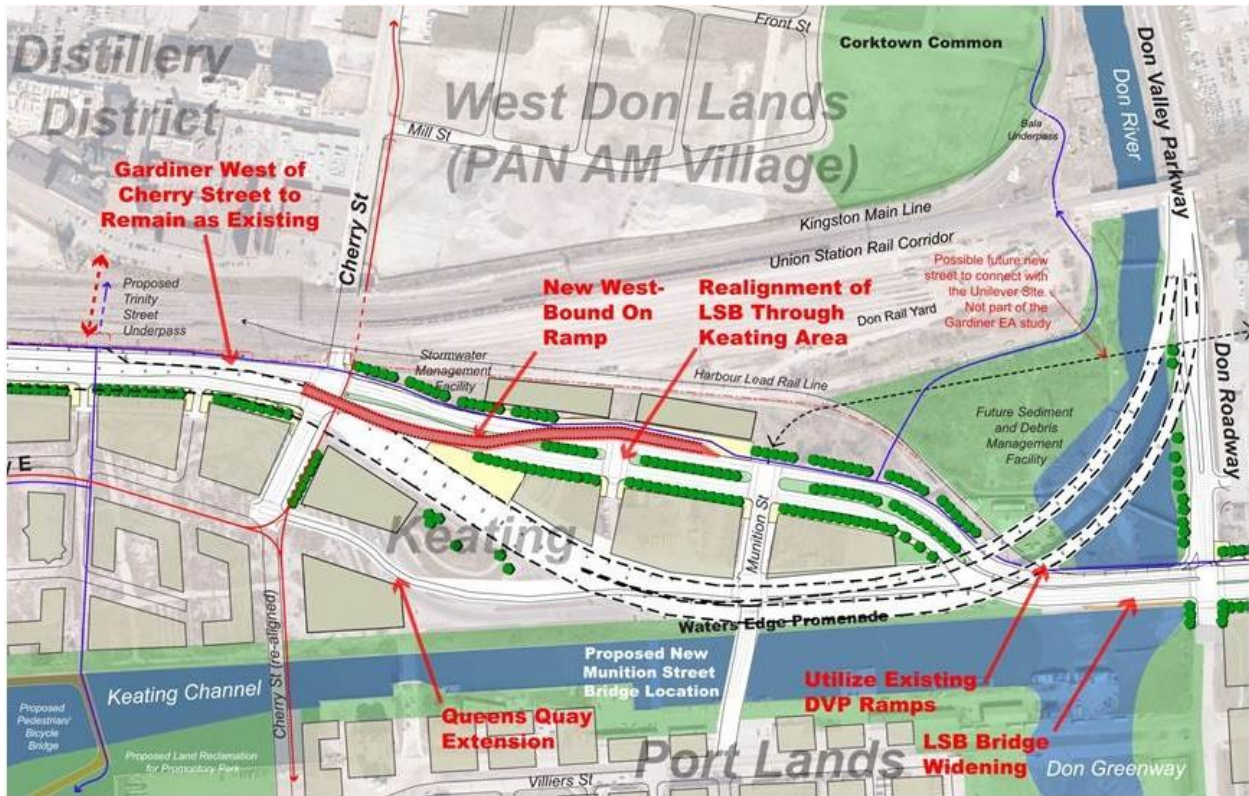 Distillery
District
Front St
Corktown Common
Don Valley Parkway
Don River
West Don Lands
(PAN AM Village)
Mill St
Bala
Underpass
Gardiner West of
Cherry Street to
Remain as Existing
Cherry St
Kingston Main Line
Union Station Rail Corridor
Possible future new
street to connect with
the Unilever Site.
Not part of the
Gardiner EA study
Proposed
Trinity
Street
Underpass
New West-
Bound On
Ramp
Realignment of
LSB Through
Keating Area
Don Rail Yard
Stormwater
Management
Facility
Harbour Lead Rail Line
Don Roadway
Future Sediment
and Debris
Management
Facility
E
Keating
Munition St
Waters Edge Promenade
Cherry St (re-aligned)
Keating Channel
Proposed New
Munition Street
Bridge Location
Utilize Existing
DVP Ramps
Proposed
Pedestrian/
Bicycle
Bridge
Queens Quay
Extension
LSB Bridge
Widening
Proposed Land Reclamation
for Promontory Park
Port Lands
Don Greenway
Villiers St